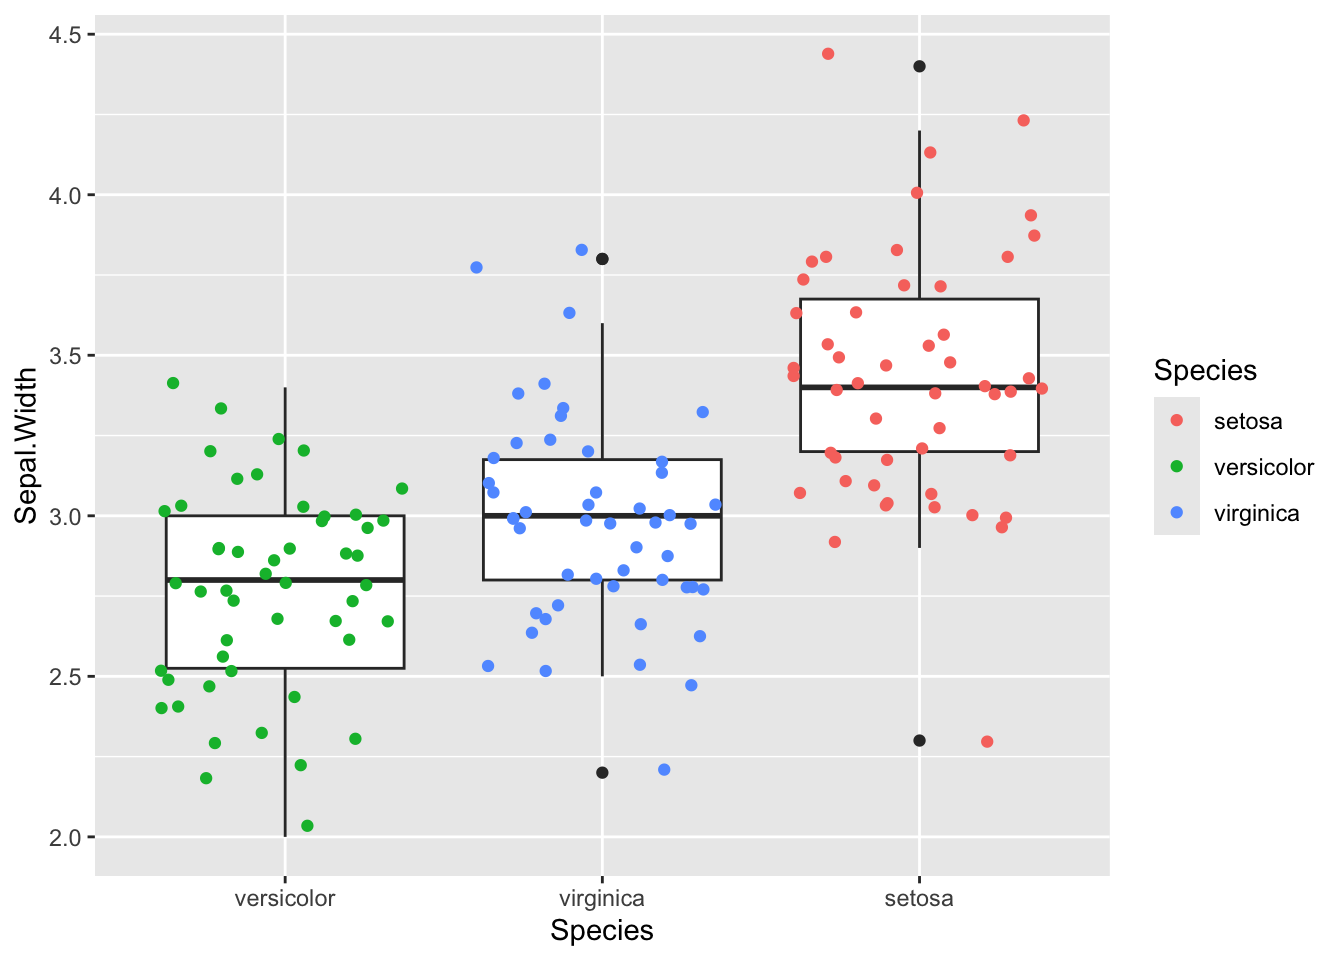 4.5
4.0
3.5
3.0
2.5
2.0
Sepal.Width
versicolor
virginica
setosa
Species
Species
setosa
versicolor
virginica